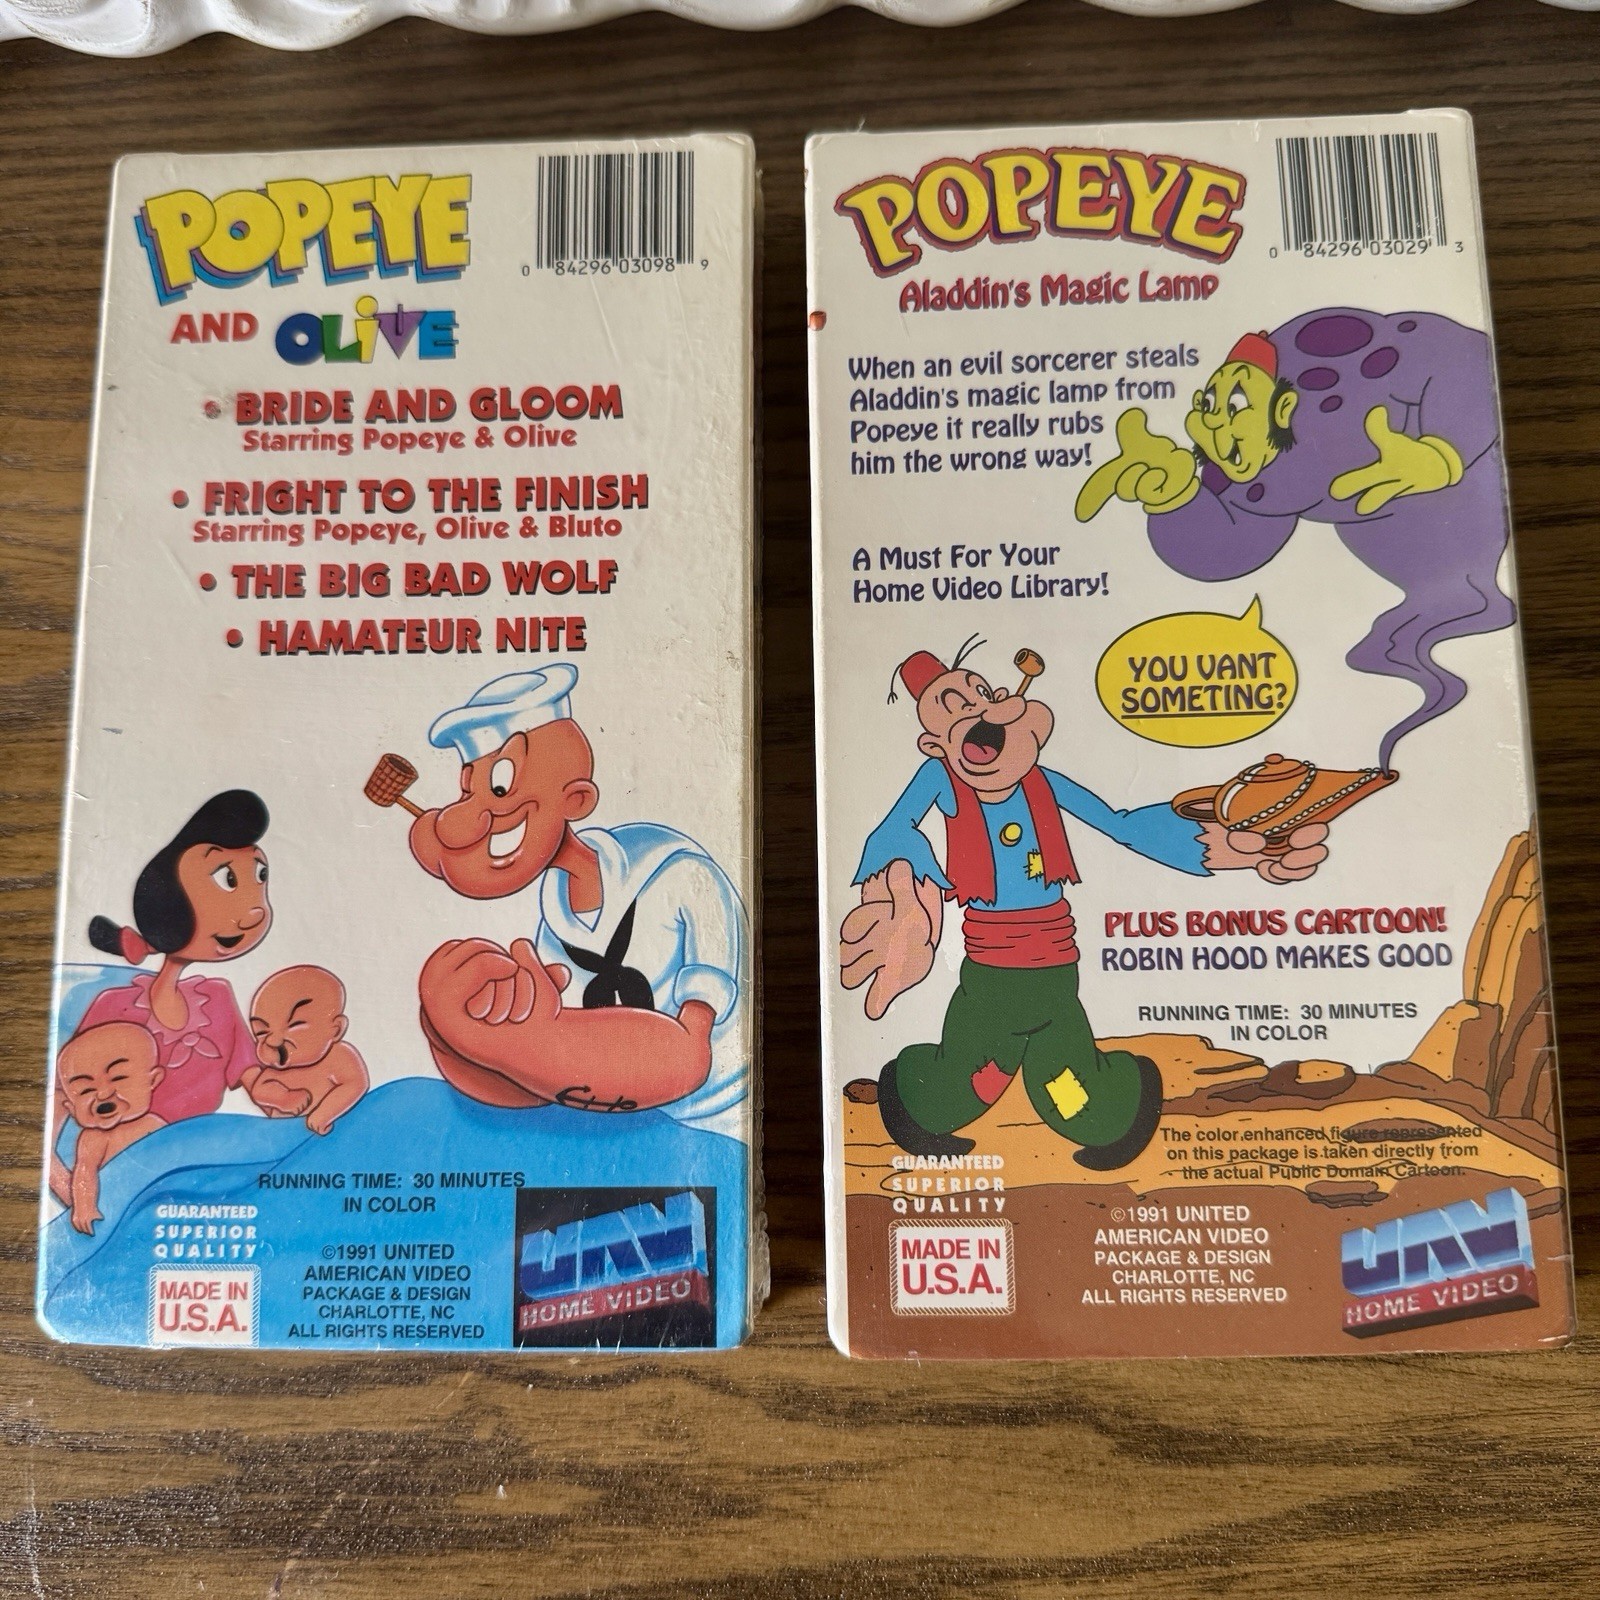 POPEYE
AND OLIVE
0 84296 03098 9
• BRIDE AND GLOOM
Starring Popeye & Olive
• FRIGHT TO THE FINISH
Starring Popeye, Olive & Bluto
• THE BIG BAD WOLF
• HAMATEUR NITE
RUNNING TIME: 30 MINUTES
IN COLOR
GUARANTEED
SUPERIOR
QUALITY
MADE IN
U.S.A.
©1991 UNITED
AMERICAN VIDEO
PACKAGE & DESIGN
CHARLOTTE, NC
ALL RIGHTS RESERVED
UAV
HOME VIDEO
POPEYE
Aladdin's Magic Lamp
0 84296 03029 3
When an evil sorcerer steals
Aladdin's magic lamp from
Popeye it really rubs
him the wrong way!
A Must For Your
Home Video Library!
YOU VANT
SOMETING?
PLUS BONUS CARTOON!
ROBIN HOOD MAKES GOOD
RUNNING TIME: 30 MINUTES
IN COLOR
The color enhanced figure represented
on this package is taken directly from
the actual Public Domain Cartoon.
GUARANTEED
SUPERIOR
QUALITY
MADE IN
U.S.A.
©1991 UNITED
AMERICAN VIDEO
PACKAGE & DESIGN
CHARLOTTE, NC
ALL RIGHTS RESERVED
UAV
HOME VIDEO